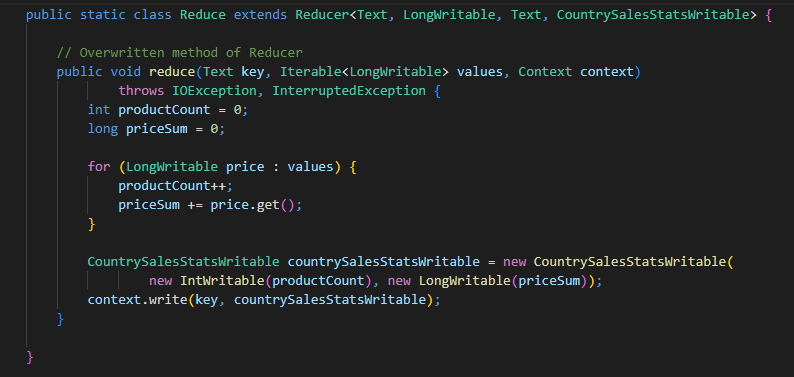 public static class Reduce extends Reducer<Text, LongWritable, Text, CountrySalesStatsWritable> {
// Overwritten method of Reducer
public void reduce(Text key, Iterable<LongWritable> values, Context context)
throws IOException, InterruptedException {
int productCount = 0;
long priceSum = 0;
for (LongWritable price : values) {
productCount++;
priceSum += price.get();
}
CountrySalesStatsWritable countrySalesStatsWritable = new CountrySalesStatsWritable(
new IntWritable(productCount), new LongWritable(priceSum));
context.write(key, countrySalesStatsWritable);
}
}